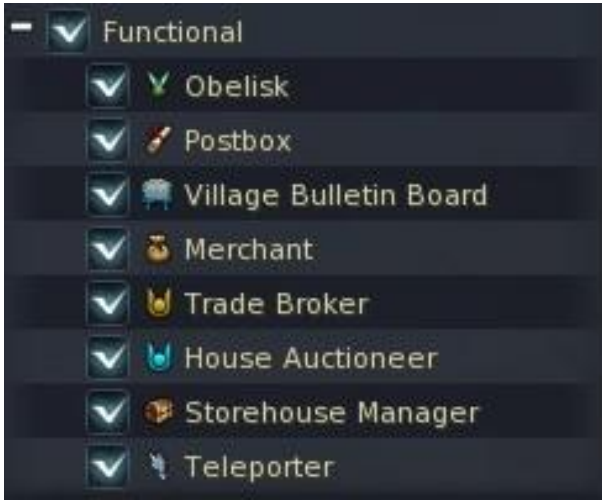 Functional
Obelisk
Postbox
Village Bulletin Board
Merchant
Trade Broker
House Auctioneer
Storehouse Manager
Teleporter